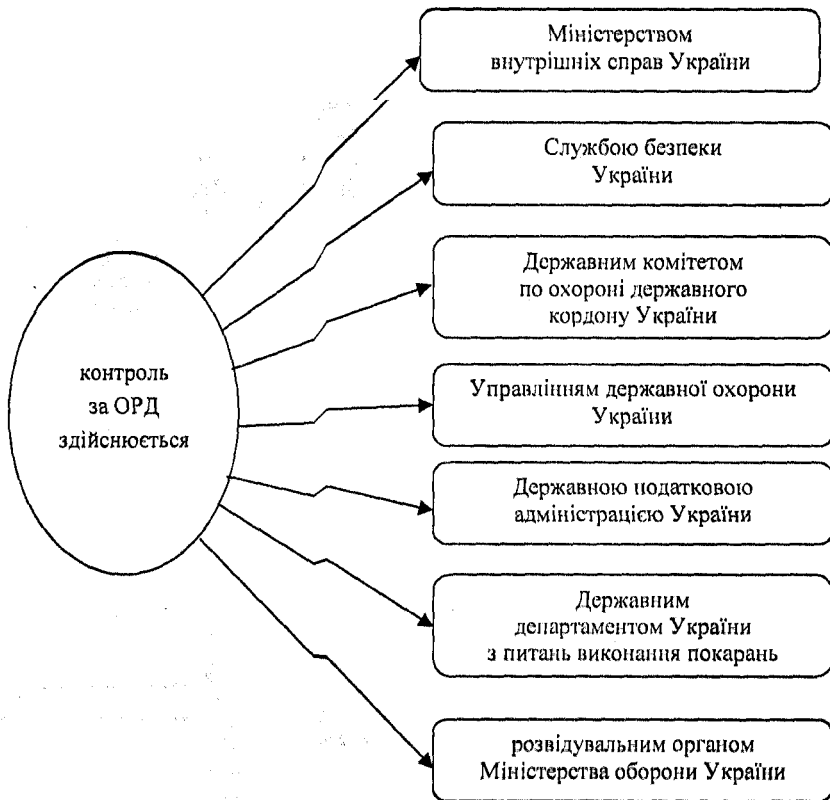 Міністерством
внутрішніх справ України
Службою безпеки
України
Державним комітетом
по охороні державного
кордону України
контроль
за ОРД
здійснюється
Управлінням державної охорони
України
Державною податковою
адміністрацією України
Державним
департаментом України
з питань виконання покарань
розвідувальним органом
Міністерства оборони України